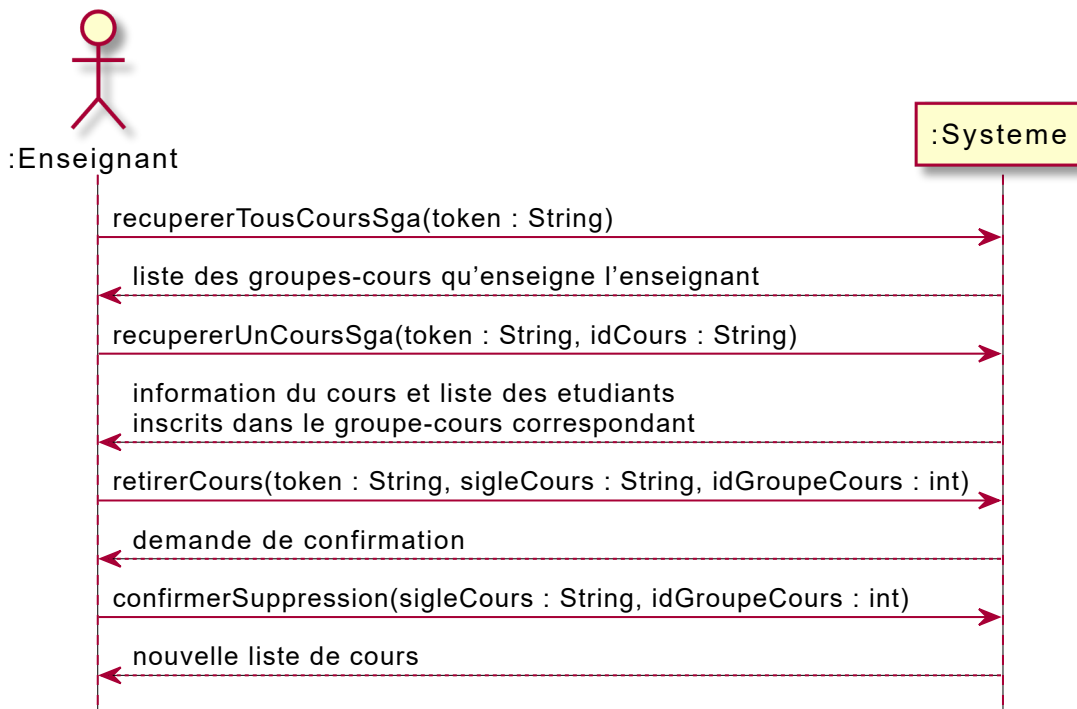 :Enseignant
:Systeme
recupererTousCoursSga(token : String)
liste des groupes-cours qu’enseigne l’enseignant
recupererUnCoursSga(token : String, idCours : String)
information du cours et liste des etudiants
inscrits dans le groupe-cours correspondant
retirerCours(token : String, sigleCours : String, idGroupeCours : int)
demande de confirmation
confirmerSuppression(sigleCours : String, idGroupeCours : int)
nouvelle liste de cours